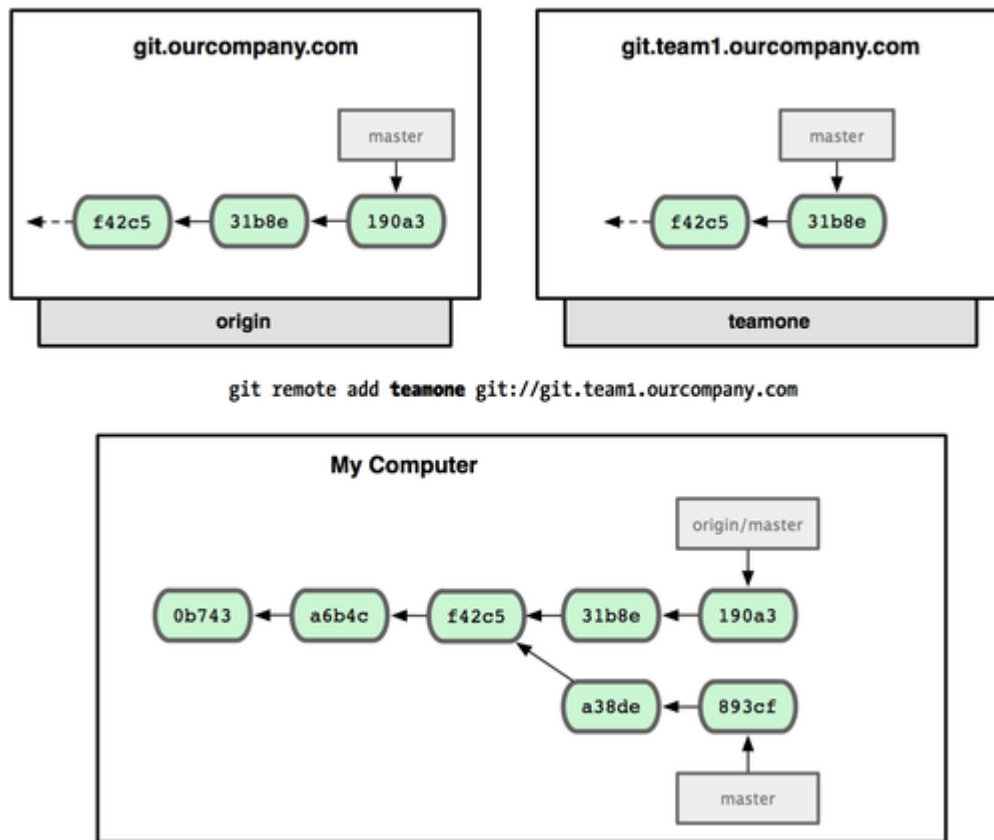 git.ourcompany.com
master
f42c5 31b8e 190a3
origin
git.team1.ourcompany.com
master
f42c5 31b8e
teamone
git remote add teamone git://git.team1.ourcompany.com
My Computer
origin/master
0b743 a6b4c f42c5 31b8e 190a3
a38de 893cf
master